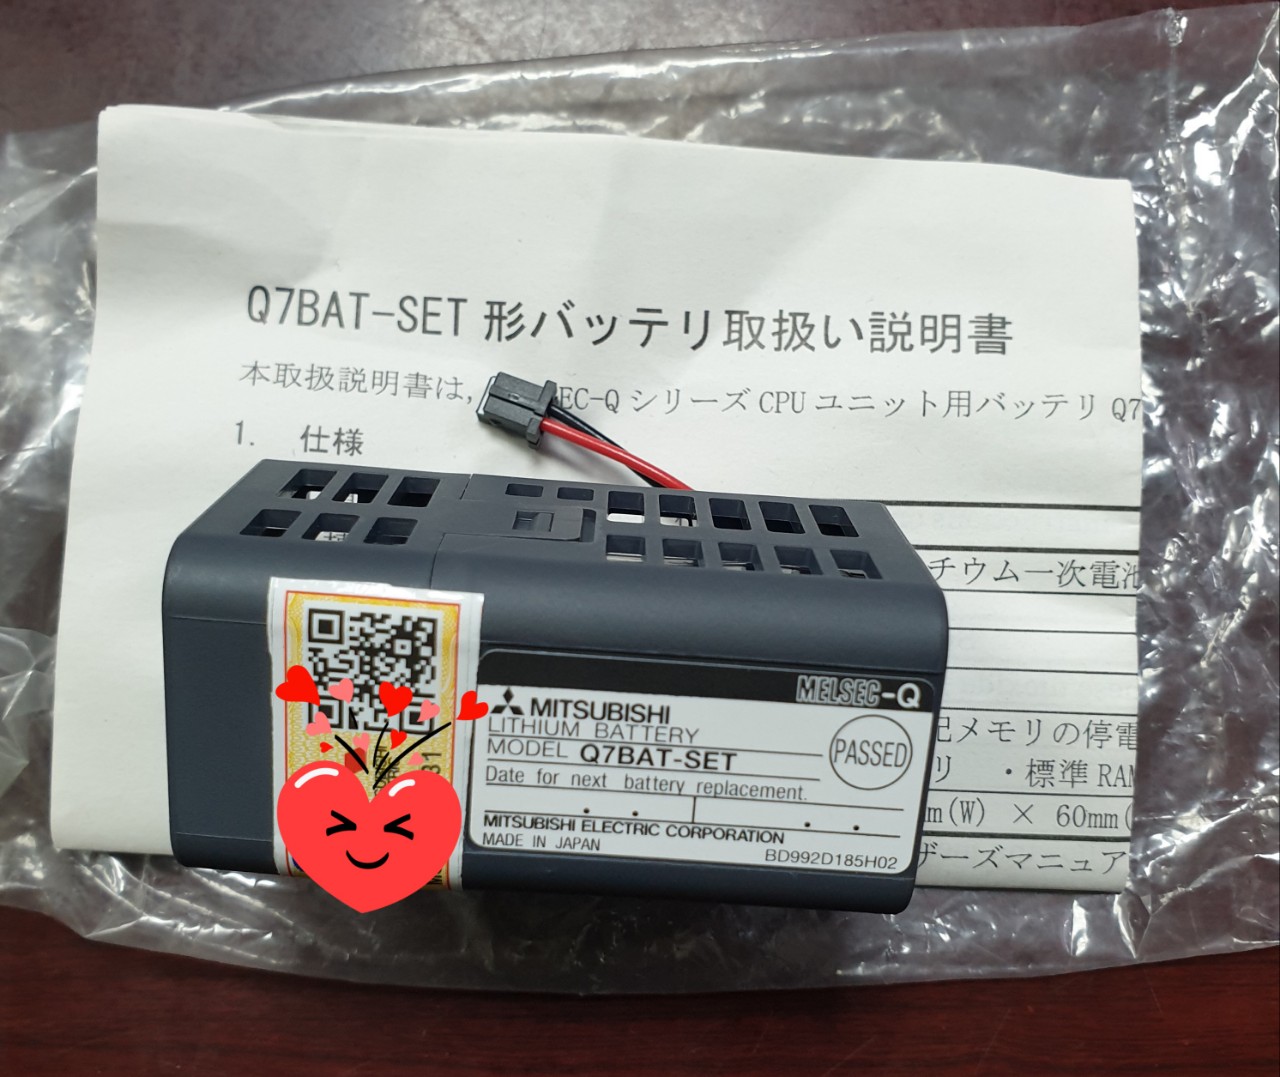 Q7BAT-SET 形バッテリ取扱い説明書
本取扱説明書は, EC-Q シリーズ CPU ユニット用バッテリ Q7
1. 仕様
チウム一次電池
メモリの停電
リ ・標準 RAM
m(W) × 60mm(
ザーズマニュア
MELSEC-Q
MITSUBISHI
LITHIUM BATTERY
MODEL Q7BAT-SET
PASSED
Date for next battery replacement.
MITSUBISHI ELECTRIC CORPORATION
MADE IN JAPAN
BD992D185H02
31